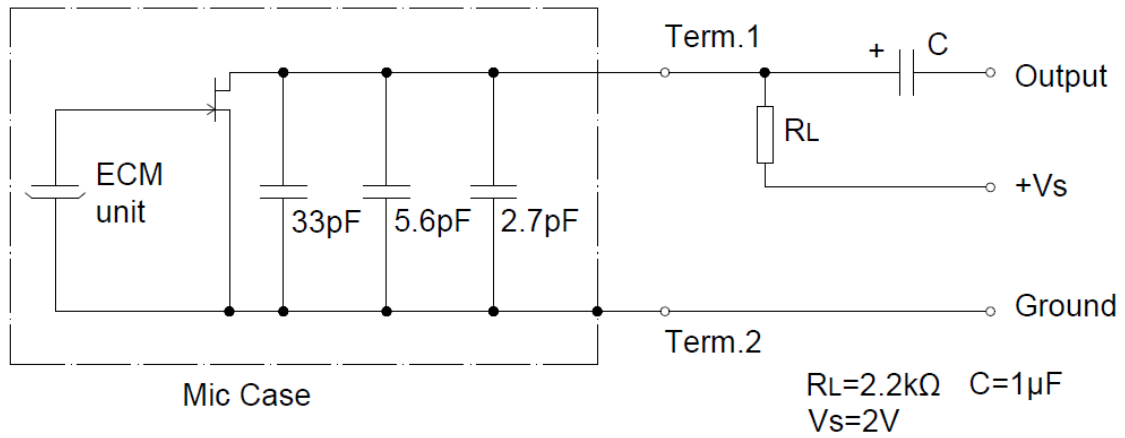 Term.1
+ C
Output
RL
ECM
unit
+Vs
33pF 5.6pF 2.7pF
Ground
Term.2
Mic Case
RL=2.2kΩ C=1µF
Vs=2V